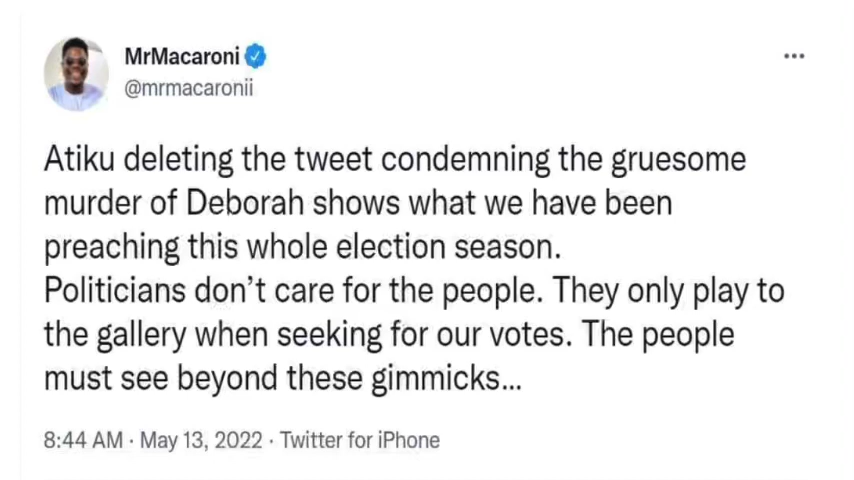 MrMacaroni
@mrmacaronii
Atiku deleting the tweet condemning the gruesome
murder of Deborah shows what we have been
preaching this whole election season.
Politicians don’t care for the people. They only play to
the gallery when seeking for our votes. The people
must see beyond these gimmicks...
8:44 AM · May 13, 2022 · Twitter for iPhone